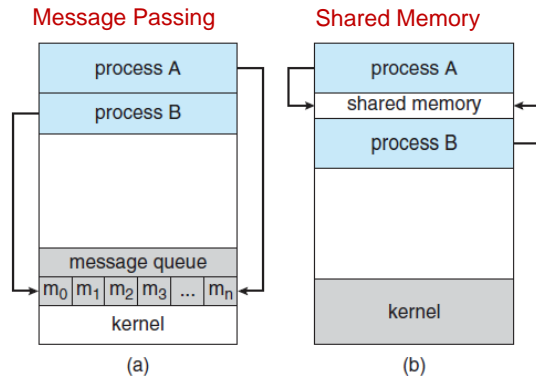 Message Passing
process A
process B
message queue
m0 m1 m2 m3 ... mn
kernel
(a)
Shared Memory
process A
shared memory
process B
kernel
(b)